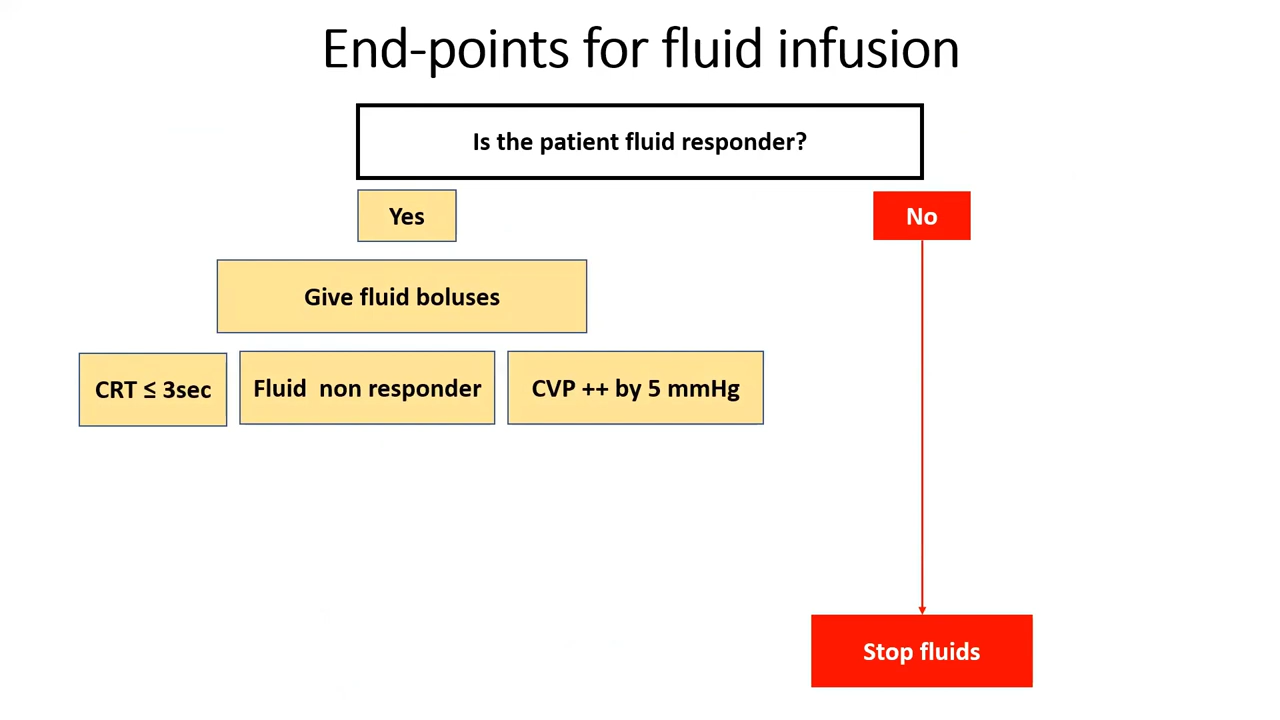 End-points for fluid infusion
Is the patient fluid responder?
Yes
No
Give fluid boluses
CRT ≤ 3sec
Fluid non responder
CVP ++ by 5 mmHg
Stop fluids